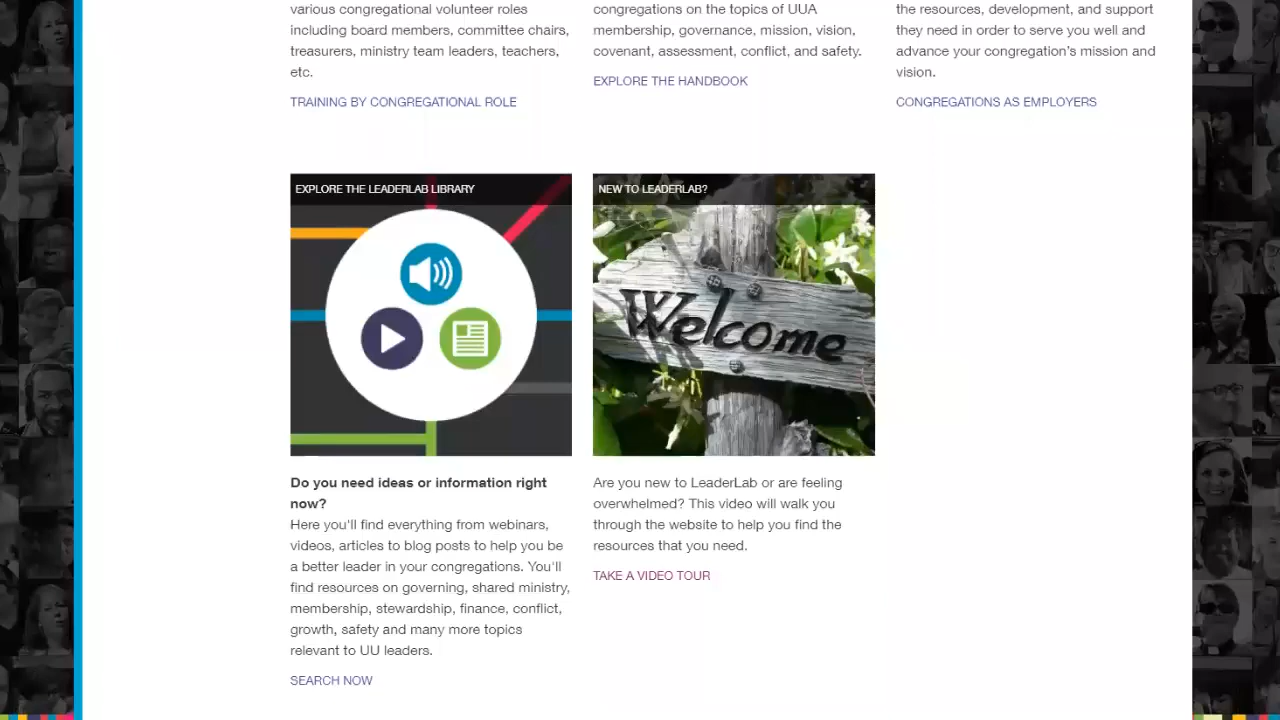 various congregational volunteer roles
including board members, committee chairs,
treasurers, ministry team leaders, teachers,
etc.
TRAINING BY CONGREGATIONAL ROLE
congregations on the topics of UUA
membership, governance, mission, vision,
covenant, assessment, conflict, and safety.
EXPLORE THE HANDBOOK
the resources, development, and support
they need in order to serve you well and
advance your congregation's mission and
vision.
CONGREGATIONS AS EMPLOYERS
EXPLORE THE LEADERLAB LIBRARY
Do you need ideas or information right
now?
Here you'll find everything from webinars,
videos, articles to blog posts to help you be
a better leader in your congregations. You'll
find resources on governing, shared ministry,
membership, stewardship, finance, conflict,
growth, safety and many more topics
relevant to UU leaders.
SEARCH NOW
NEW TO LEADERLAB?
Welcome
Are you new to LeaderLab or are feeling
overwhelmed? This video will walk you
through the website to help you find the
resources that you need.
TAKE A VIDEO TOUR